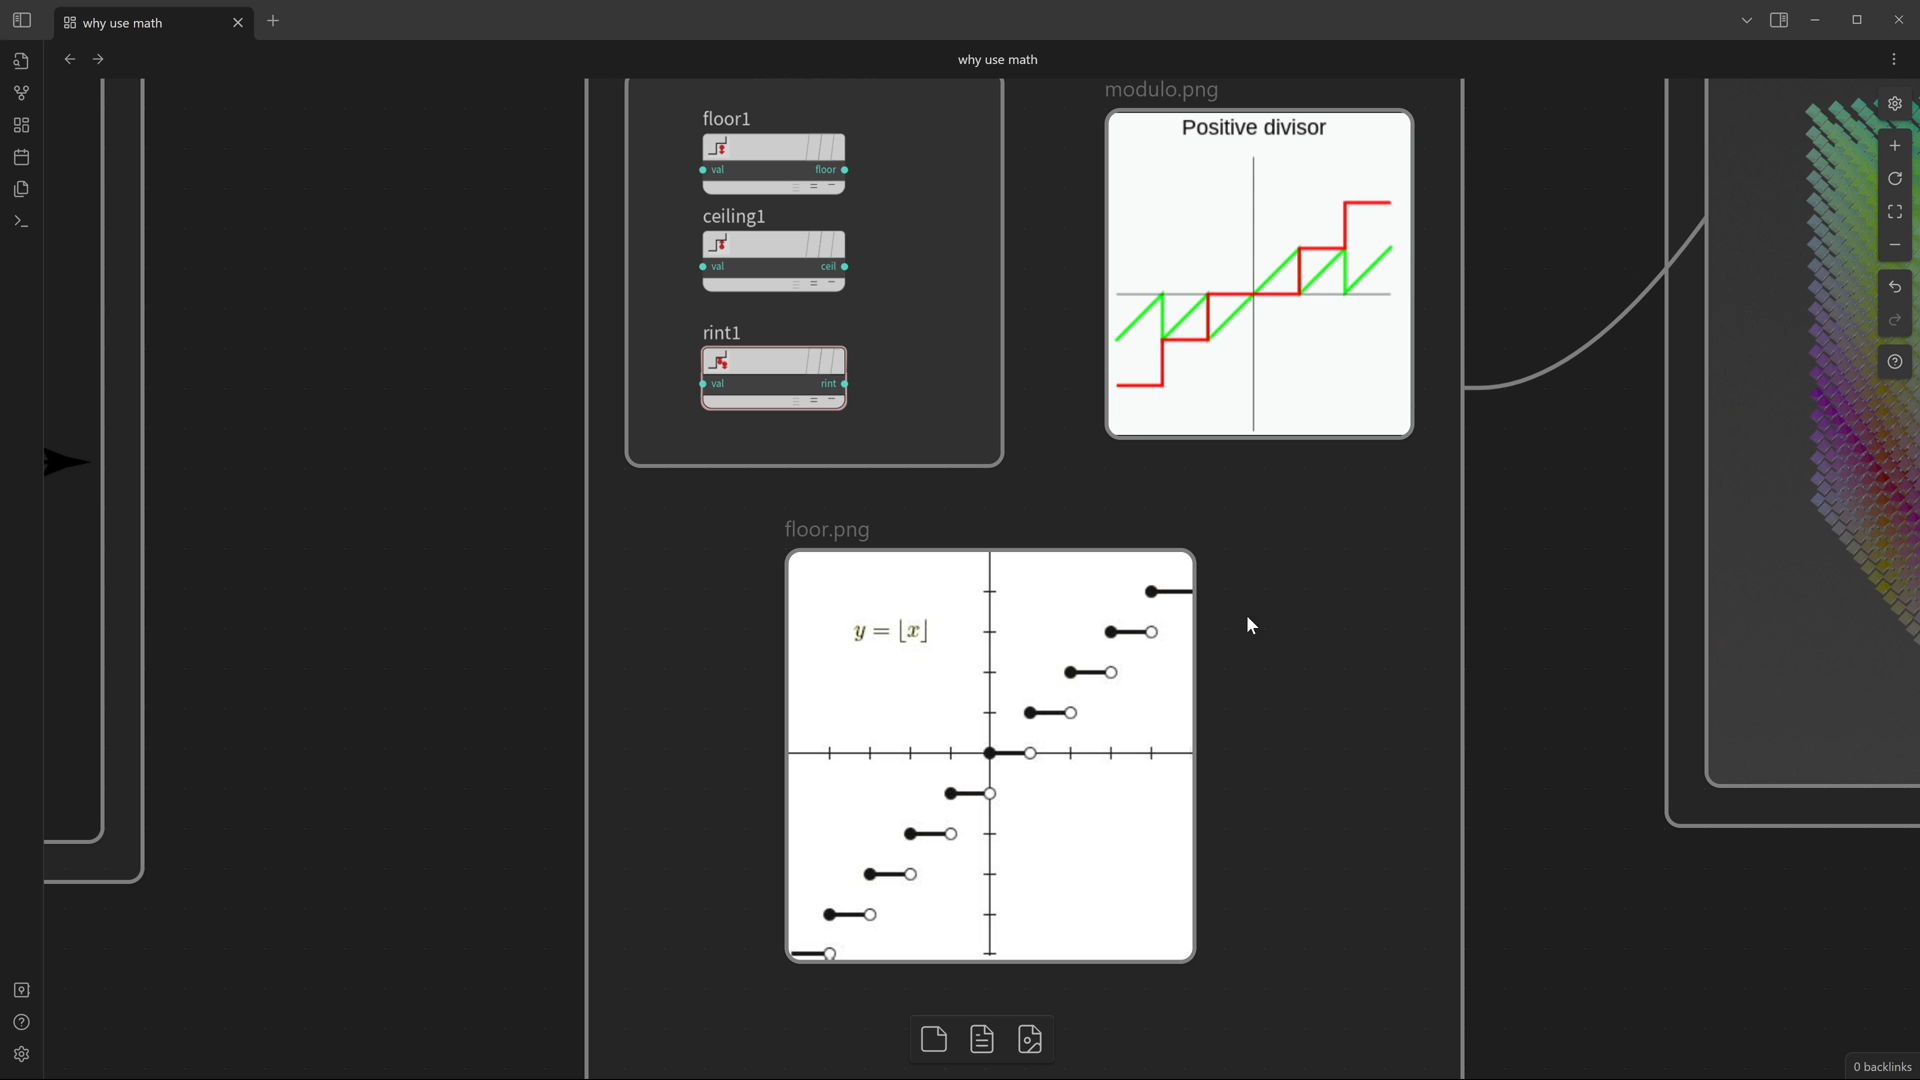 why use math
why use math
floor1
val floor
ceiling1
val ceil
rint1
val rint
modulo.png
Positive divisor
floor.png
y = ⌊x⌋
0 backlinks